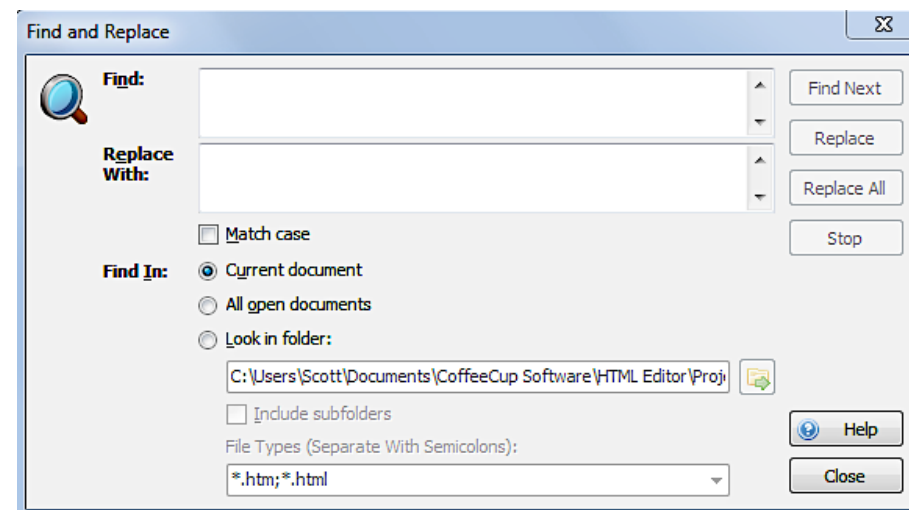 Find and Replace
Find:
Find Next
Replace
Replace
With:
Replace All
Match case
Stop
Find In:
Current document
All open documents
Look in folder:
C:\Users\Scott\Documents\CoffeeCup Software\HTML Editor\Proj
Include subfolders
Help
File Types (Separate With Semicolons):
*.htm;*.html
Close